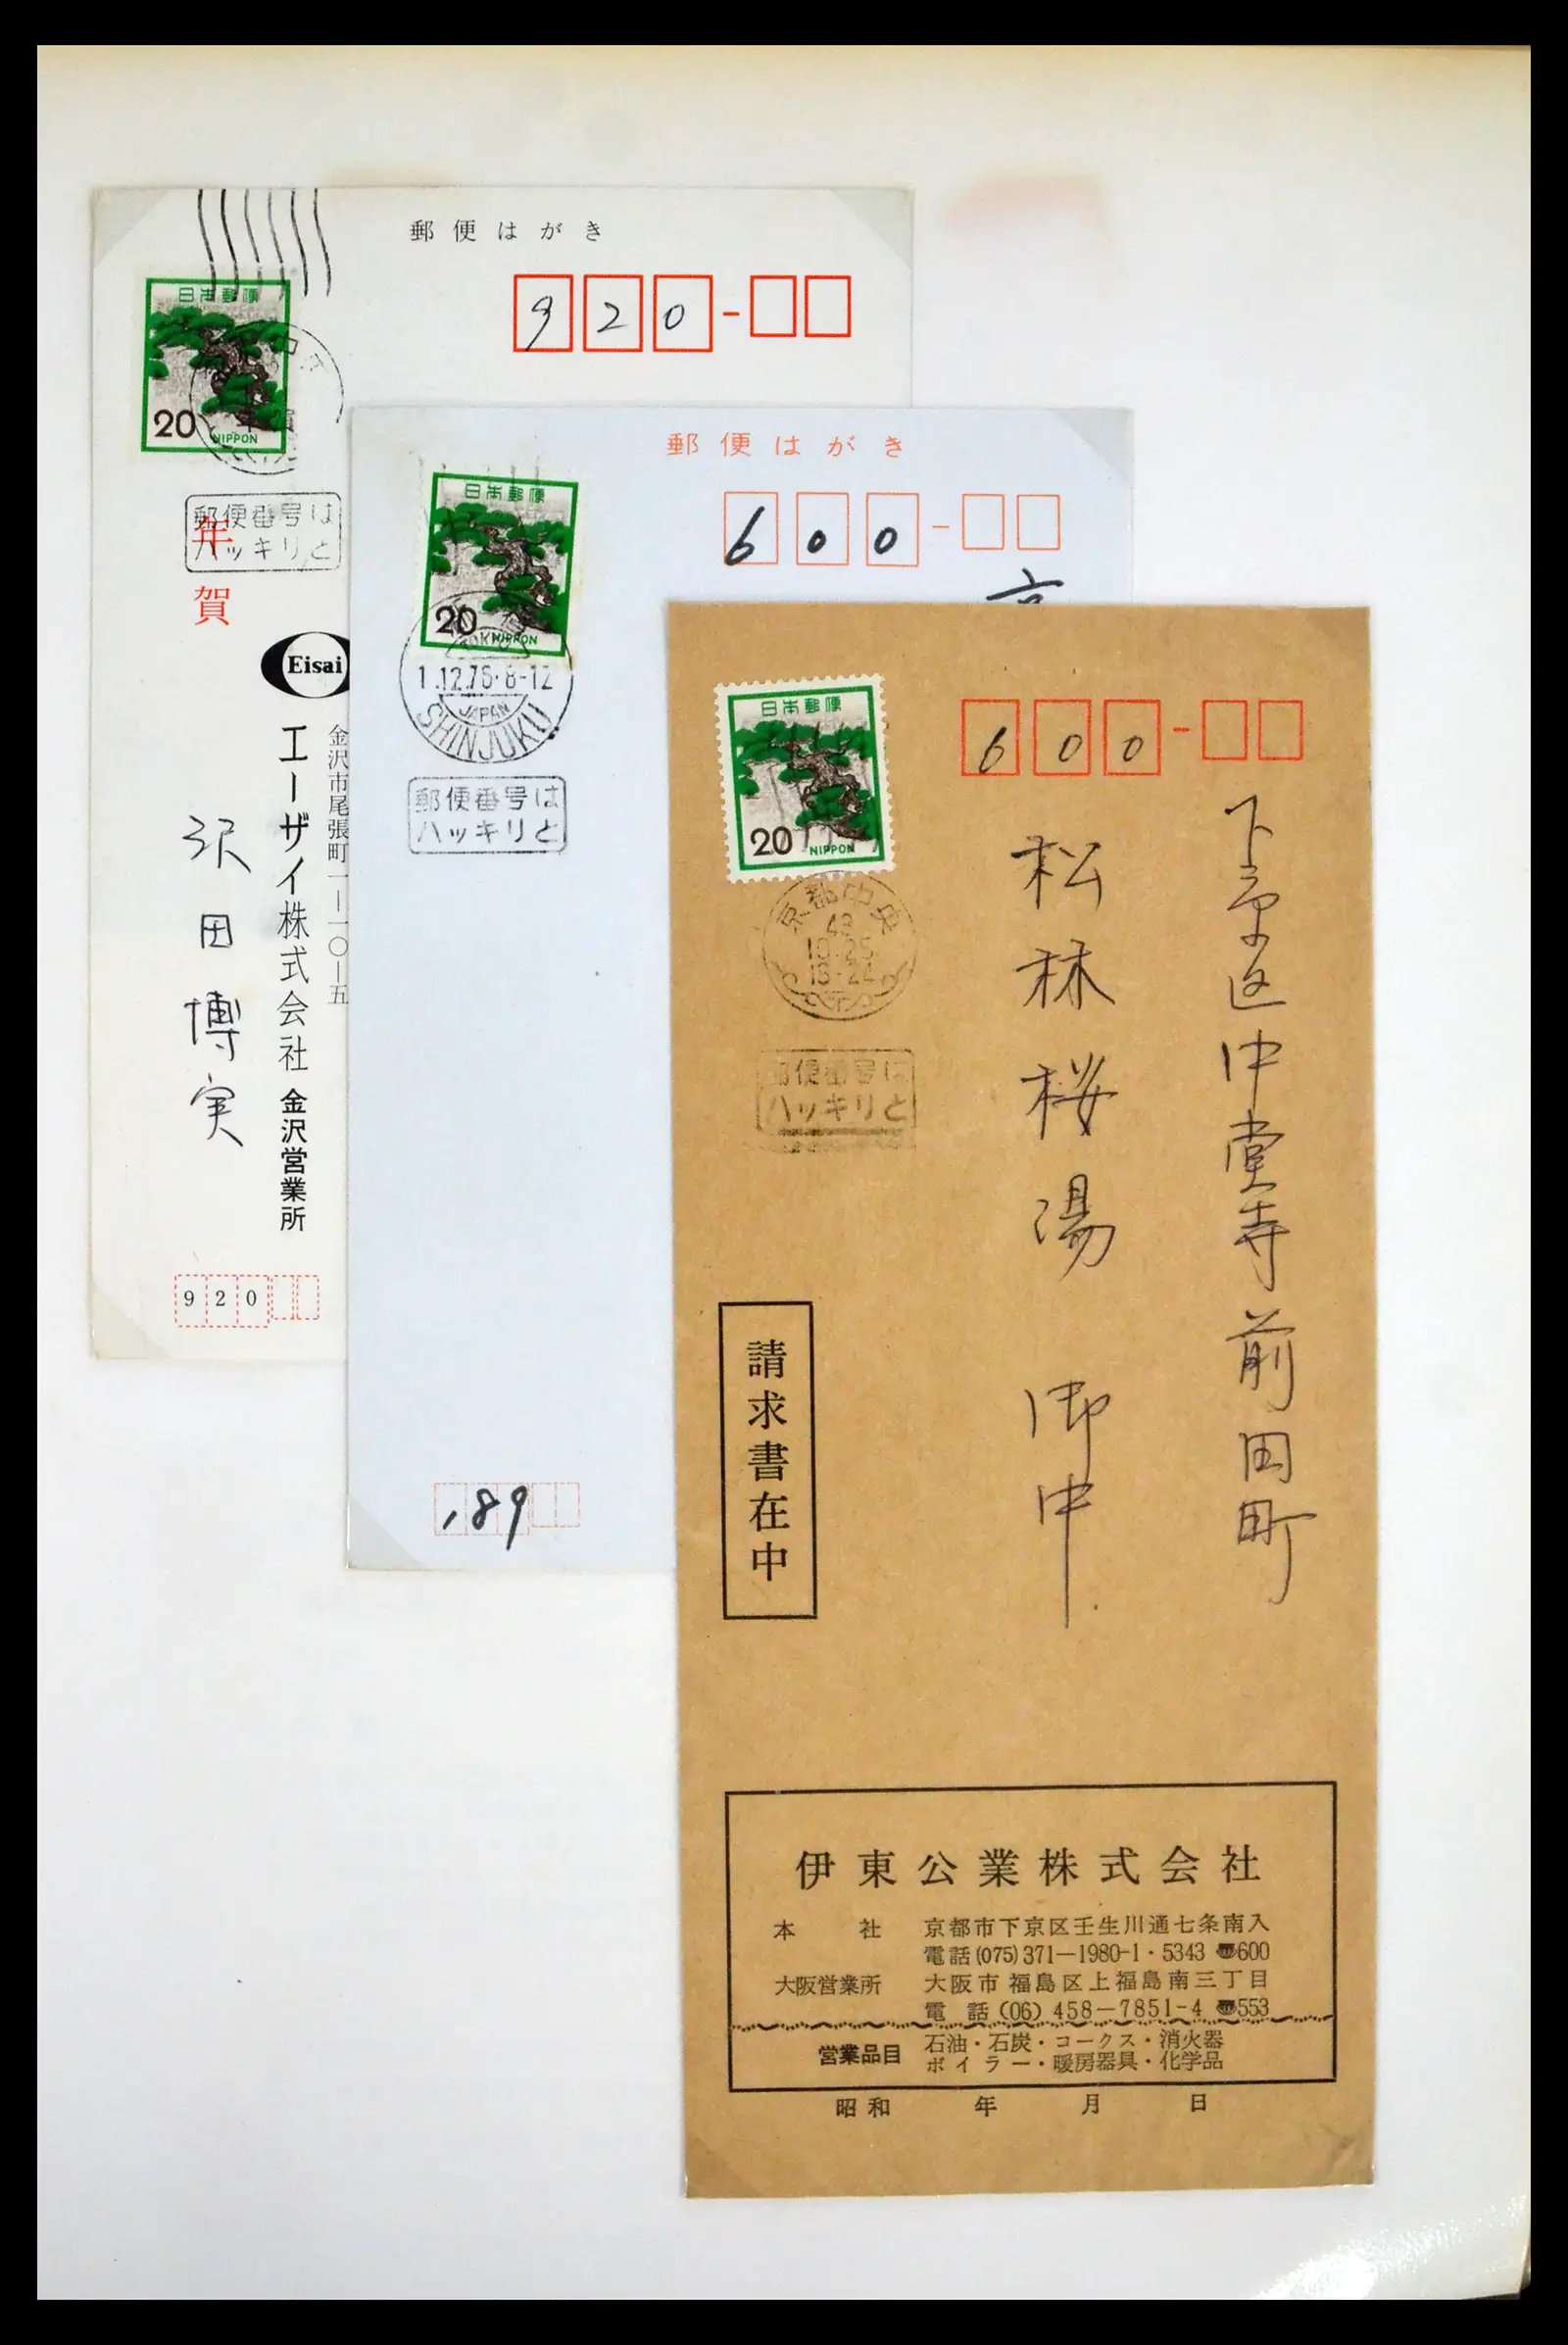 郵便はがき
920-
日本郵便
20
NIPPON
年賀
郵便番号は
ハッキリと
年賀
Eisai
金沢市尾張町一―一〇―五
エーザイ株式会社 金沢営業所
沢田博実
920
郵便はがき
600-
日本郵便
20
NIPPON
TOKYO
1.12.76.8-12
JAPAN
SHINJUKU
郵便番号は
ハッキリと
189
600-
日本郵便
20
NIPPON
京都中央
48
10.25
18-24
郵便番号は
ハッキリと
下京区中堂寺前田町
松林桜湯 御中
請求書在中
伊東公業株式会社
本社 京都市下京区壬生川通七条南入
電話(075)371―1980-1・5343 ☎600
大阪営業所 大阪市福島区上福島南三丁目
電話(06)458―7851-4 ☎553
営業品目 石油・石炭・コークス・消火器
ボイラー・暖房器具・化学品
昭和 年 月 日